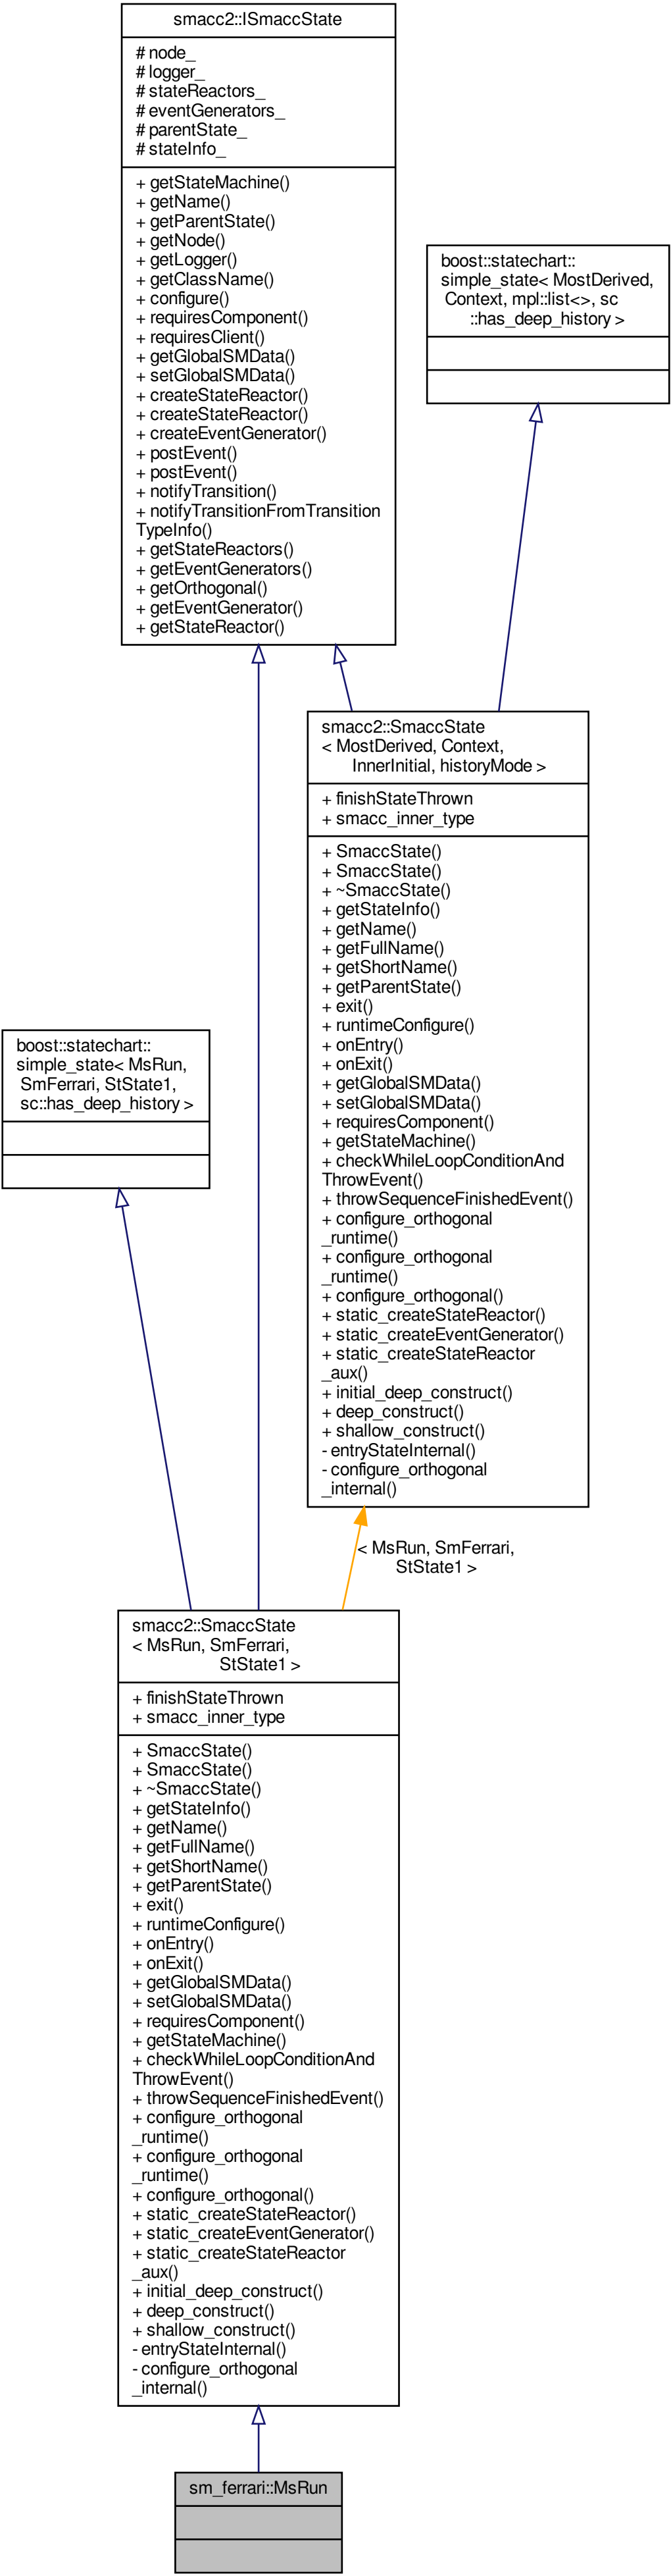 smacc2::ISmaccState
# node_
# logger_
# stateReactors_
# eventGenerators_
# parentState_
# stateInfo_
+ getStateMachine()
+ getName()
+ getParentState()
+ getNode()
+ getLogger()
+ getClassName()
+ configure()
+ requiresComponent()
+ requiresClient()
+ getGlobalSMData()
+ setGlobalSMData()
+ createStateReactor()
+ createStateReactor()
+ createEventGenerator()
+ postEvent()
+ postEvent()
+ notifyTransition()
+ notifyTransitionFromTransition
TypeInfo()
+ getStateReactors()
+ getEventGenerators()
+ getOrthogonal()
+ getEventGenerator()
+ getStateReactor()
boost::statechart::
simple_state< MostDerived,
Context, mpl::list<>, sc
::has_deep_history >
smacc2::SmaccState
< MostDerived, Context,
InnerInitial, historyMode >
+ finishStateThrown
+ smacc_inner_type
+ SmaccState()
+ SmaccState()
+ ~SmaccState()
+ getStateInfo()
+ getName()
+ getFullName()
+ getShortName()
+ getParentState()
+ exit()
+ runtimeConfigure()
+ onEntry()
+ onExit()
+ getGlobalSMData()
+ setGlobalSMData()
+ requiresComponent()
+ getStateMachine()
+ checkWhileLoopConditionAnd
ThrowEvent()
+ throwSequenceFinishedEvent()
+ configure_orthogonal
_runtime()
+ configure_orthogonal
_runtime()
+ configure_orthogonal()
+ static_createStateReactor()
+ static_createEventGenerator()
+ static_createStateReactor
_aux()
+ initial_deep_construct()
+ deep_construct()
+ shallow_construct()
- entryStateInternal()
- configure_orthogonal
_internal()
boost::statechart::
simple_state< MsRun,
SmFerrari, StState1,
sc::has_deep_history >
< MsRun, SmFerrari,
StState1 >
smacc2::SmaccState
< MsRun, SmFerrari,
StState1 >
+ finishStateThrown
+ smacc_inner_type
+ SmaccState()
+ SmaccState()
+ ~SmaccState()
+ getStateInfo()
+ getName()
+ getFullName()
+ getShortName()
+ getParentState()
+ exit()
+ runtimeConfigure()
+ onEntry()
+ onExit()
+ getGlobalSMData()
+ setGlobalSMData()
+ requiresComponent()
+ getStateMachine()
+ checkWhileLoopConditionAnd
ThrowEvent()
+ throwSequenceFinishedEvent()
+ configure_orthogonal
_runtime()
+ configure_orthogonal
_runtime()
+ configure_orthogonal()
+ static_createStateReactor()
+ static_createEventGenerator()
+ static_createStateReactor
_aux()
+ initial_deep_construct()
+ deep_construct()
+ shallow_construct()
- entryStateInternal()
- configure_orthogonal
_internal()
sm_ferrari::MsRun